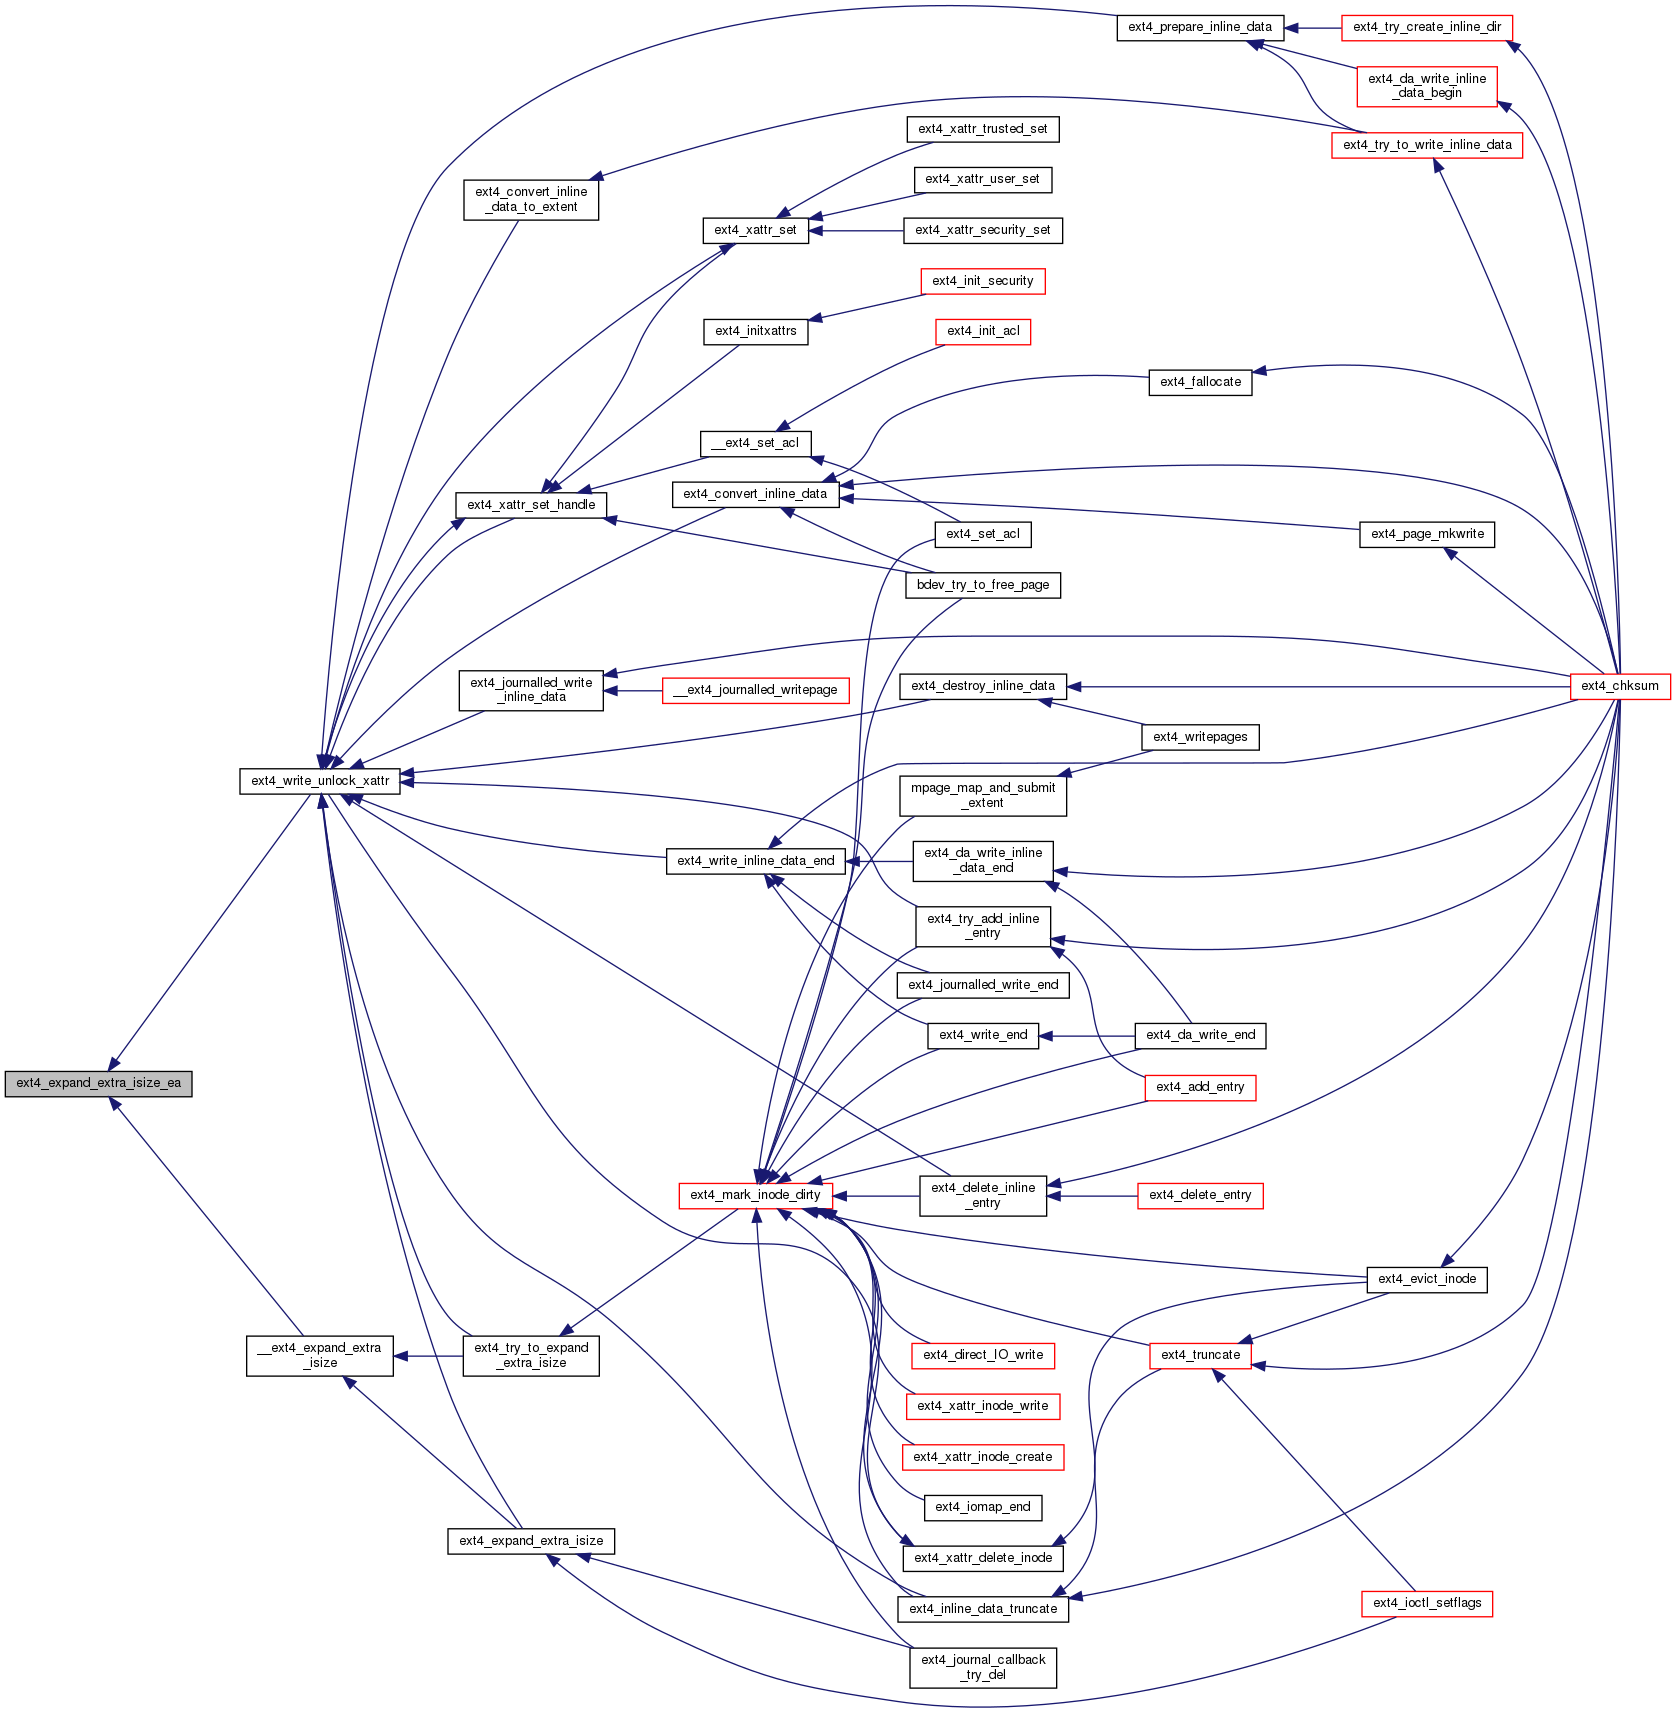 ext4_prepare_inline_data
ext4_try_create_inline_dir
ext4_da_write_inline
_data_begin
ext4_xattr_trusted_set
ext4_try_to_write_inline_data
ext4_convert_inline
_data_to_extent
ext4_xattr_user_set
ext4_xattr_set
ext4_xattr_security_set
ext4_init_security
ext4_initxattrs
ext4_init_acl
ext4_fallocate
__ext4_set_acl
ext4_convert_inline_data
ext4_xattr_set_handle
ext4_set_acl
ext4_page_mkwrite
bdev_try_to_free_page
ext4_journalled_write
_inline_data
__ext4_journalled_writepage
ext4_destroy_inline_data
ext4_chksum
ext4_writepages
ext4_write_unlock_xattr
mpage_map_and_submit
_extent
ext4_write_inline_data_end
ext4_da_write_inline
_data_end
ext4_try_add_inline
_entry
ext4_journalled_write_end
ext4_write_end
ext4_da_write_end
ext4_expand_extra_isize_ea
ext4_add_entry
ext4_mark_inode_dirty
ext4_delete_inline
_entry
ext4_delete_entry
ext4_evict_inode
__ext4_expand_extra
_isize
ext4_try_to_expand
_extra_isize
ext4_direct_IO_write
ext4_truncate
ext4_xattr_inode_write
ext4_xattr_inode_create
ext4_iomap_end
ext4_expand_extra_isize
ext4_xattr_delete_inode
ext4_inline_data_truncate
ext4_ioctl_setflags
ext4_journal_callback
_try_del